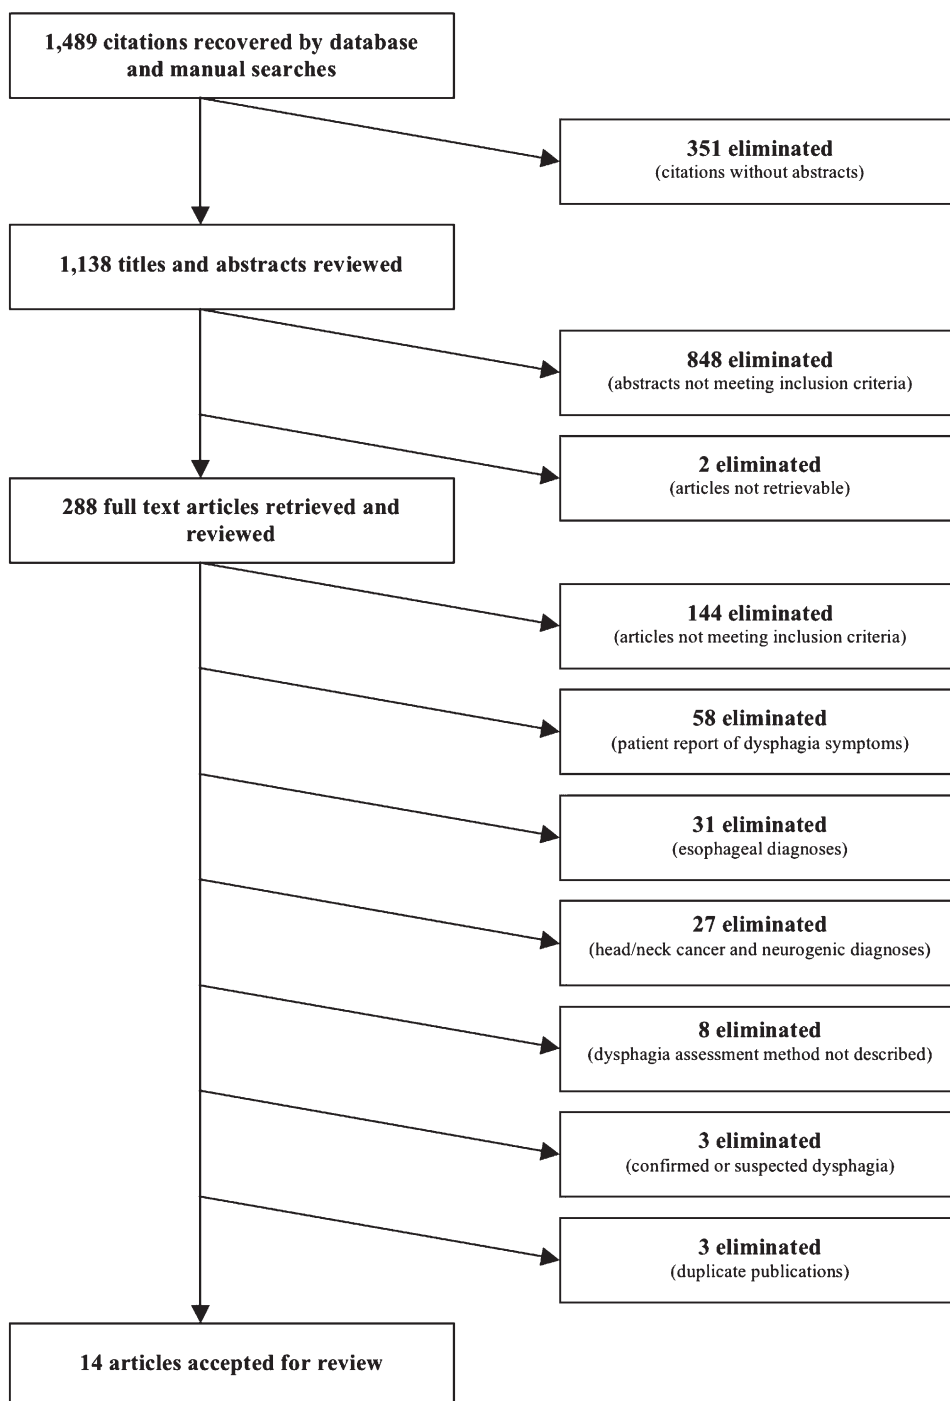 1,489 citations recovered by database
and manual searches
351 eliminated
(citations without abstracts)
1,138 titles and abstracts reviewed
848 eliminated
(abstracts not meeting inclusion criteria)
2 eliminated
(articles not retrievable)
288 full text articles retrieved and
reviewed
144 eliminated
(articles not meeting inclusion criteria)
58 eliminated
(patient report of dysphagia symptoms)
31 eliminated
(esophageal diagnoses)
27 eliminated
(head/neck cancer and neurogenic diagnoses)
8 eliminated
(dysphagia assessment method not described)
3 eliminated
(confirmed or suspected dysphagia)
3 eliminated
(duplicate publications)
14 articles accepted for review